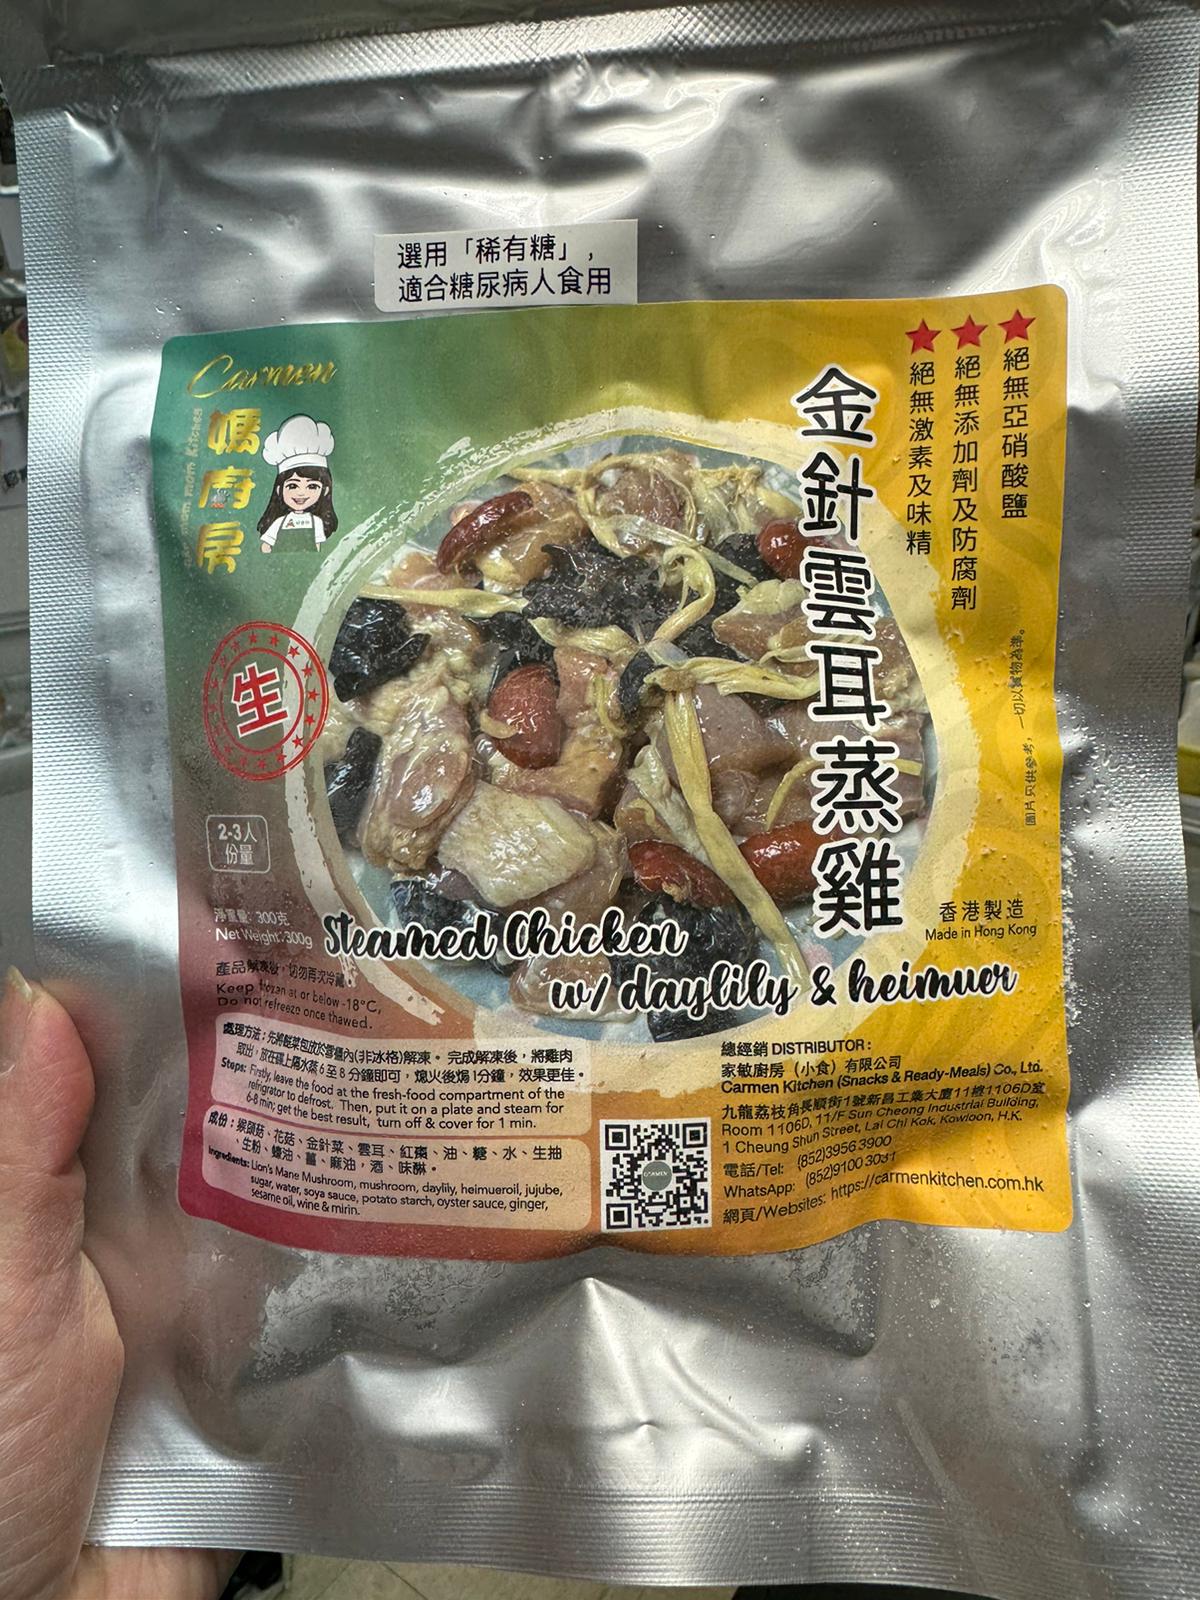 選用「稀有糖」，
適合糖尿病人食用
Carmen
媽廚房
mom Kitchen
生
2-3人
份量
淨重量：300克
Net Weight：300g
產品解凍後，切勿再次冷藏。
Keep frozen at or below -18°C,
Do not refreeze once thawed.
★ 絕無亞硝酸鹽
★ 絕無添加劑及防腐劑
★ 絕無激素及味精
金針雲耳蒸雞
圖片只供參考，一切以實物為準。
香港製造
Made in Hong Kong
Steamed Chicken
w/ daylily & heimuer
處理方法：先將餸菜包放於雪櫃內(非冰格)解凍。完成解凍後，將雞肉
取出，放在碟上隔水蒸6至8分鐘即可，熄火後焗1分鐘，效果更佳。
Steps: Firstly, leave the food at the fresh-food compartment of the
refrigrator to defrost. Then, put it on a plate and steam for
6-8 min; get the best result, turn off & cover for 1 min.
成份：猴頭菇、花菇、金針菜、雲耳、紅棗、油、糖、水、生抽
、生粉、蠔油、薑、麻油，酒、味醂。
Ingredients: Lion's Mane Mushroom, mushroom, daylily, heimueroil, jujube,
sugar, water, soya sauce, potato starch, oyster sauce, ginger,
sesame oil, wine & mirin.
CARMEN
總經銷 DISTRIBUTOR :
家敏廚房（小食）有限公司
Carmen Kitchen (Snacks & Ready-Meals) Co., Ltd.
九龍荔枝角長順街1號新昌工業大廈11樓1106D室
Room 1106D, 11/F Sun Cheong Industrial Building,
1 Cheung Shun Street, Lai Chi Kok, Kowloon, H.K.
電話/Tel: (852)3956 3900
WhatsApp: (852)9100 3031
網頁/Websites: https://carmenkitchen.com.hk